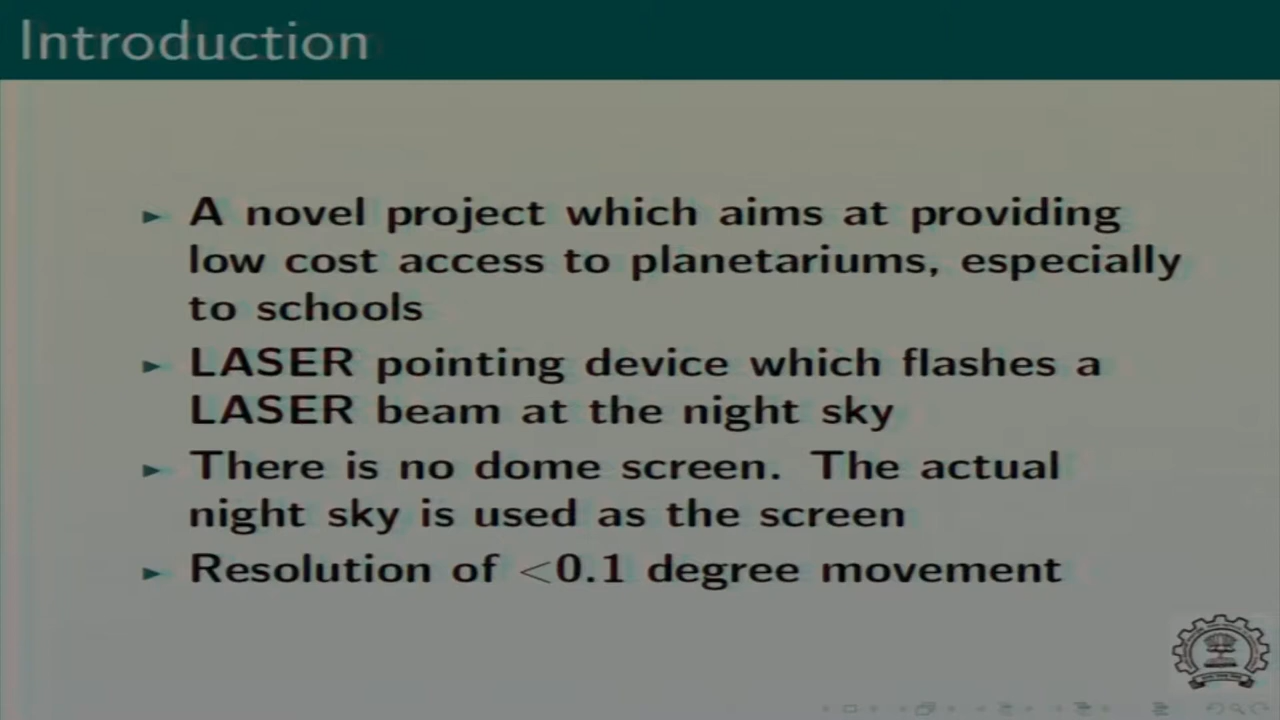 Introduction
► A novel project which aims at providing
low cost access to planetariums, especially
to schools
► LASER pointing device which flashes a
LASER beam at the night sky
► There is no dome screen. The actual
night sky is used as the screen
► Resolution of <0.1 degree movement